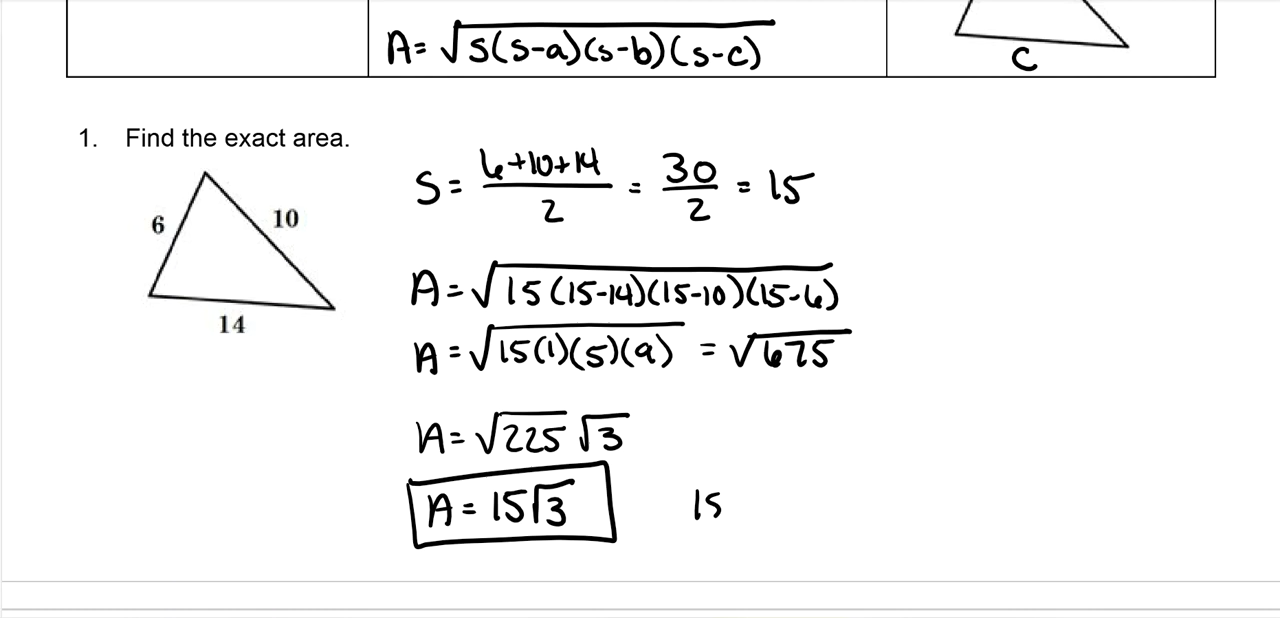 A = √s(s-a)(s-b)(s-c)
C
1. Find the exact area.
6
10
14
S = 6+10+14/2 = 30/2 = 15
A = √15(15-14)(15-10)(15-6)
A = √15(1)(5)(9) = √675
A = √225 √3
A = 15√3
15